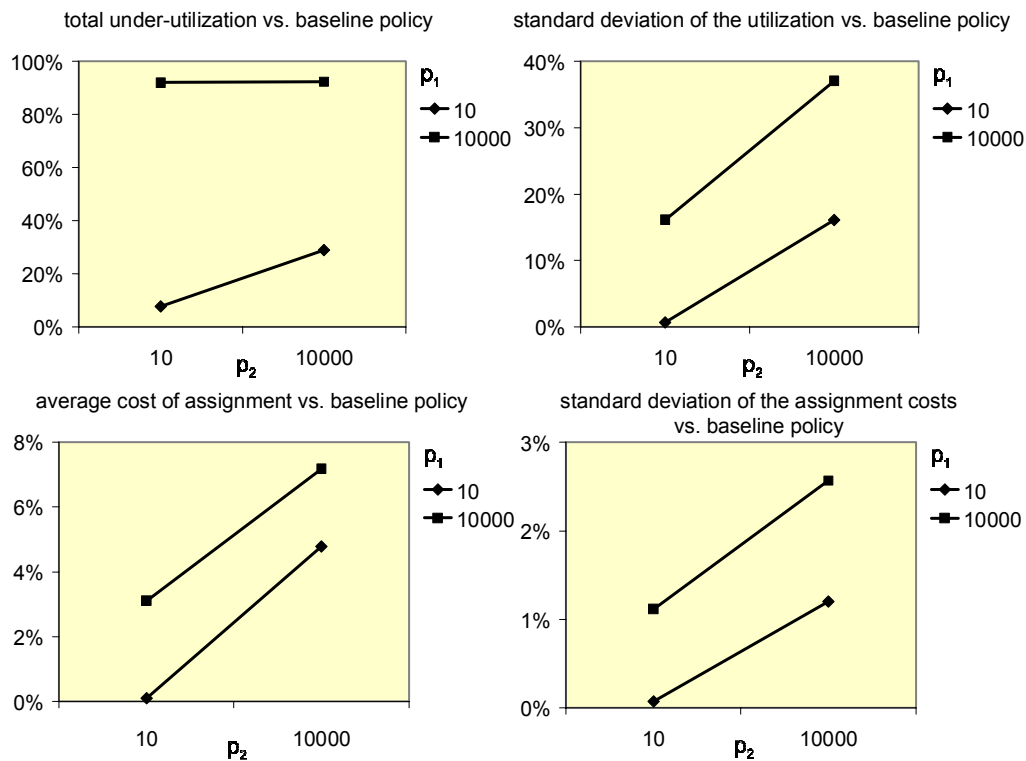 total under-utilization vs. baseline policy
100%
80%
60%
40%
20%
0%
10
10000
p₂
p₁
10
10000
standard deviation of the utilization vs. baseline policy
40%
30%
20%
10%
0%
10
10000
p₂
p₁
10
10000
average cost of assignment vs. baseline policy
8%
6%
4%
2%
0%
10
10000
p₂
p₁
10
10000
standard deviation of the assignment costs
vs. baseline policy
3%
2%
1%
0%
10
10000
p₂
p₁
10
10000